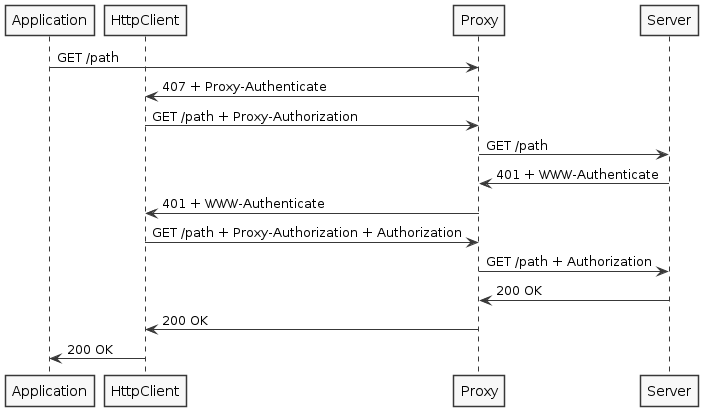 Application HttpClient Proxy Server
GET /path
407 + Proxy-Authenticate
GET /path + Proxy-Authorization
GET /path
401 + WWW-Authenticate
401 + WWW-Authenticate
GET /path + Proxy-Authorization + Authorization
GET /path + Authorization
200 OK
200 OK
200 OK
Application HttpClient Proxy Server